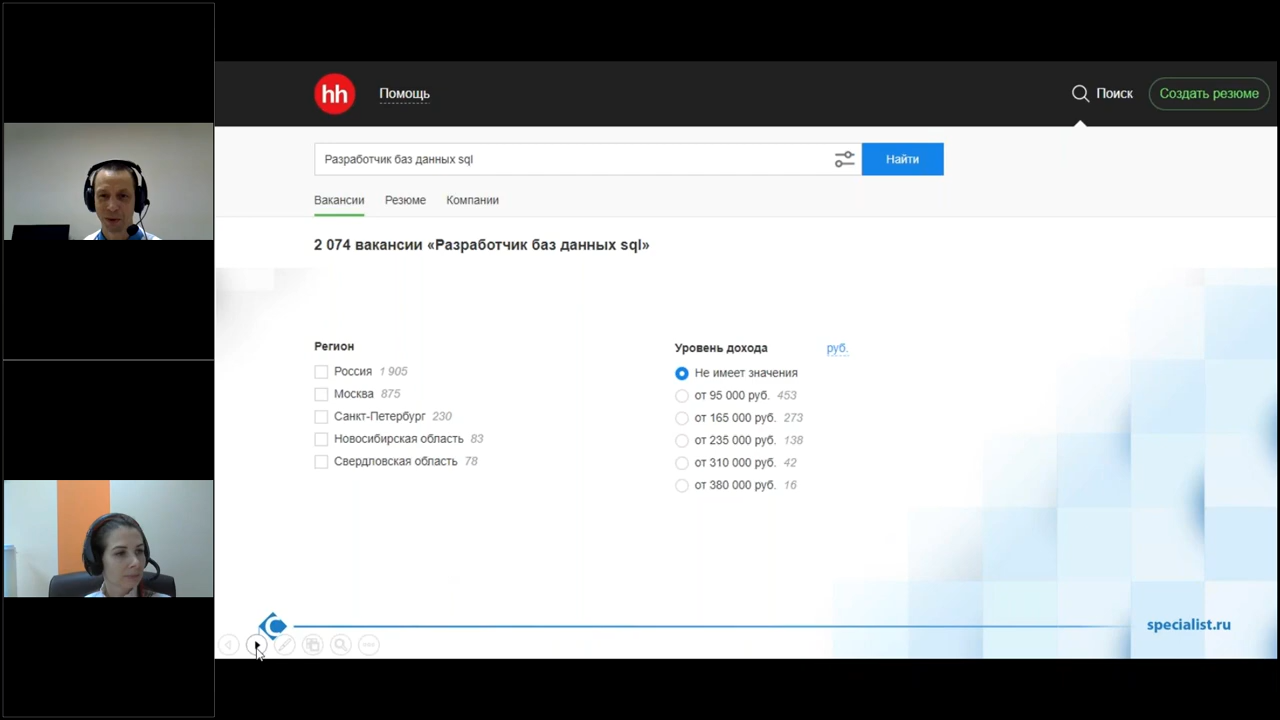 hh Помощь Поиск Создать резюме
Разработчик баз данных sql Найти
Вакансии Резюме Компании
2 074 вакансии «Разработчик баз данных sql»
Регион
Россия 1 905
Москва 875
Санкт-Петербург 230
Новосибирская область 83
Свердловская область 78
Уровень дохода руб.
Не имеет значения
от 95 000 руб. 453
от 165 000 руб. 273
от 235 000 руб. 138
от 310 000 руб. 42
от 380 000 руб. 16
specialist.ru